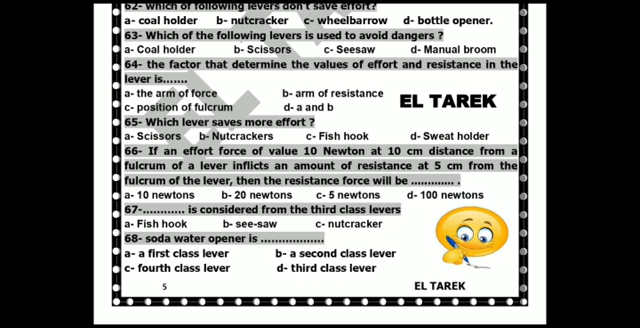 62- which of following levers don't save effort?
a- coal holder b- nutcracker c- wheelbarrow d- bottle opener.
63- Which of the following levers is used to avoid dangers ?
a- Coal holder b- Scissors c- Seesaw d- Manual broom
64- the factor that determine the values of effort and resistance in the
lever is.......
a- the arm of force b- arm of resistance
c- position of fulcrum d- a and b
EL TAREK
65- Which lever saves more effort ?
a- Scissors b- Nutcrackers c- Fish hook d- Sweat holder
66- If an effort force of value 10 Newton at 10 cm distance from a
fulcrum of a lever inflicts an amount of resistance at 5 cm from the
fulcrum of the lever, then the resistance force will be ............. .
a- 10 newtons b- 20 newtons c- 5 newtons d- 100 newtons
67-............ is considered from the third class levers
a- Fish hook b- see-saw c- nutcracker
68- soda water opener is ..................
a- a first class lever b- a second class lever
c- fourth class lever d- third class lever
5 EL TAREK